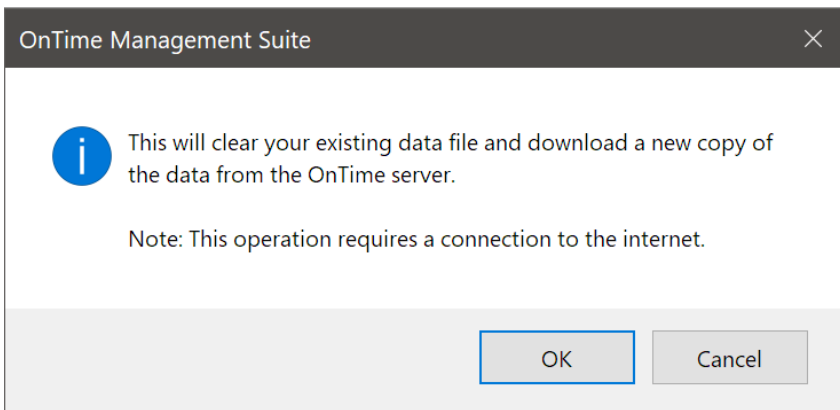 OnTime Management Suite
This will clear your existing data file and download a new copy of
the data from the OnTime server.
Note: This operation requires a connection to the internet.
OK
Cancel